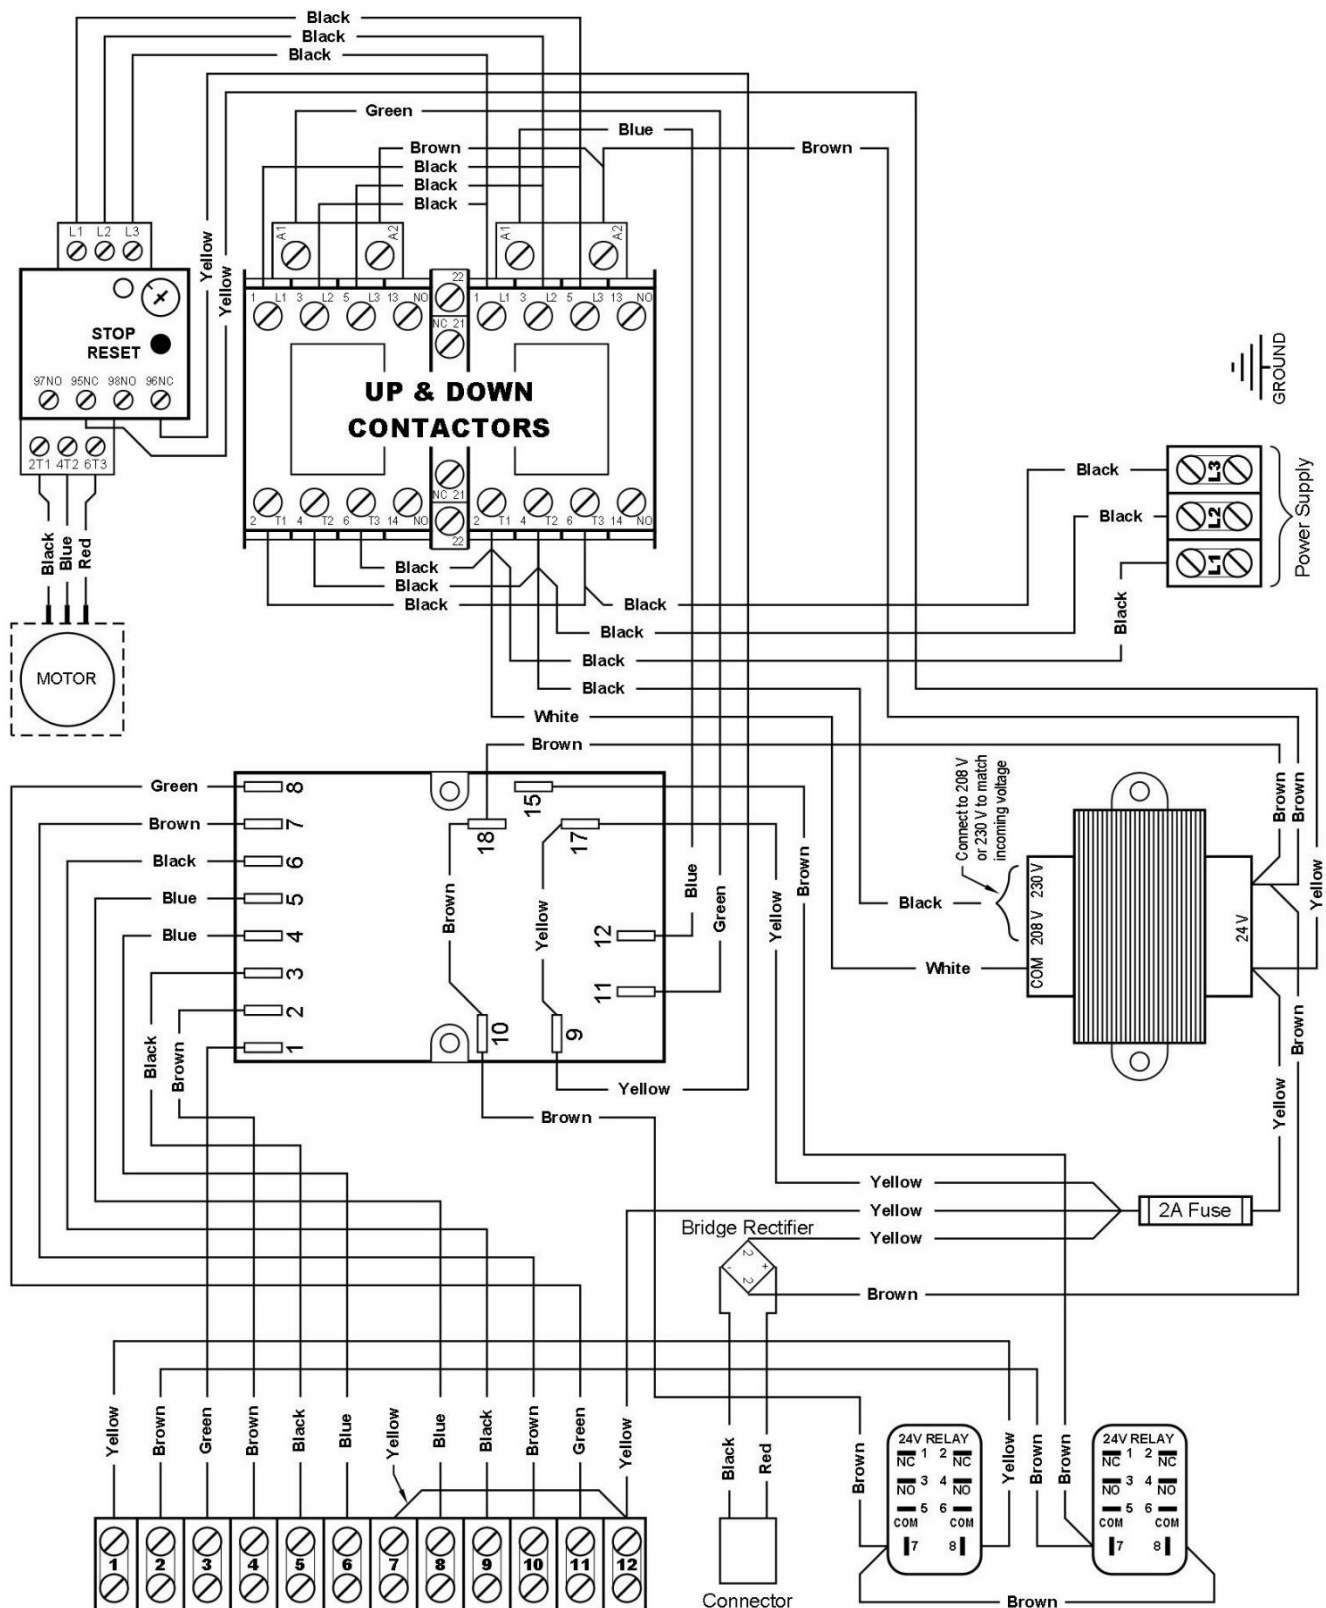 Black
Black
Black
Green
Blue
Brown
Brown
Black
Black
Black
Yellow
Yellow
L1 L2 L3
A1 A2 A1 A2
STOP
RESET
97NO 95NC 98NO 96NC
2T1 4T2 6T3
1 L1 3 L2 5 L3 13 NO
22
NC 21
1 L1 3 L2 5 L3 13 NO
UP & DOWN
CONTACTORS
2 T1 4 T2 6 T3 14 NO
NC 21
22
2 T1 4 T2 6 T3 14 NO
GROUND
L3
L2
L1
Power Supply
Black
Black
Black
Black
Blue
Red
MOTOR
Black
Black
Black
Black
Black
Black
Black
White
Brown
Green
Brown
Black
Blue
Blue
8
7
6
5
4
3
2
1
15
18
17
12
11
10
9
Brown
Yellow
Yellow
Brown
Blue
Green
Connect to 208 V
or 230 V to match
incoming voltage
Black
White
COM 208 V 230 V
24 V
Brown
Brown
Yellow
Brown
Yellow
Black
Brown
Yellow
Brown
Yellow
Yellow
Yellow
2A Fuse
Bridge Rectifier
2
- +
2
Brown
Yellow
Brown
Green
Brown
Black
Blue
Yellow
Blue
Black
Brown
Green
Yellow
Black
Red
Brown
Yellow
Brown
Brown
24V RELAY
1 2
NC NC
3 4
NO NO
5 6
COM COM
7 8
24V RELAY
1 2
NC NC
3 4
NO NO
5 6
COM COM
7 8
1 2 3 4 5 6 7 8 9 10 11 12
Connector
Brown